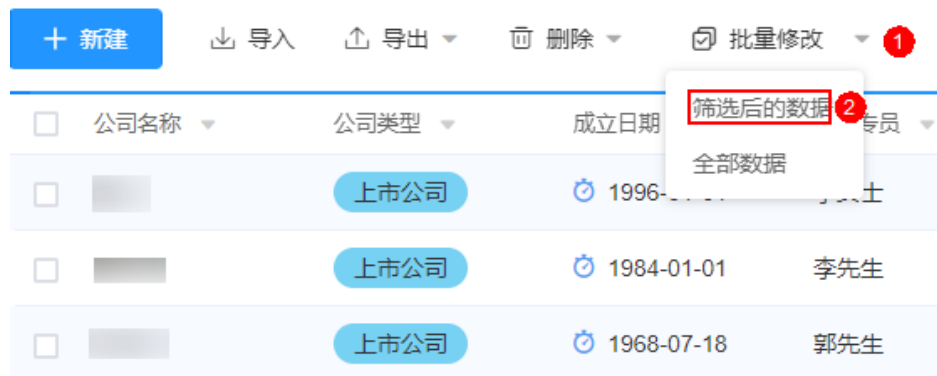 新建 导入 导出 删除 批量修改 1
筛选后的数据 2
公司名称 公司类型 成立日期 专员
全部数据
上市公司 1996-
上市公司 1984-01-01 李先生
上市公司 1968-07-18 郭先生